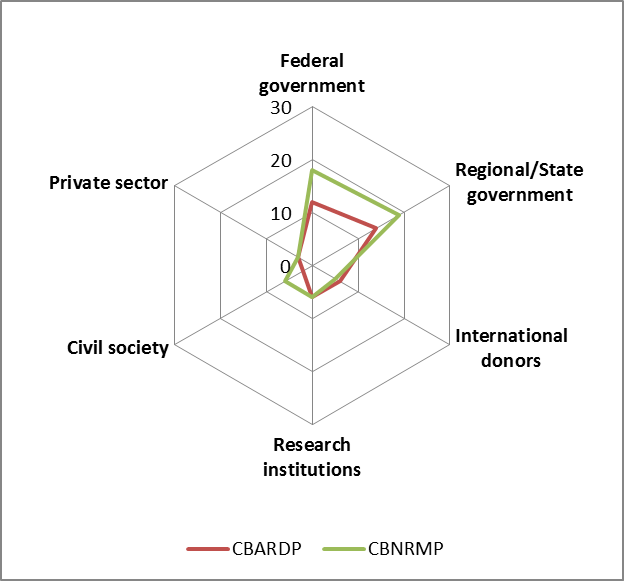 Federal
government
30
Regional/State
government
Private sector
20
10
0
International
donors
Civil society
Research
institutions
CBARDP
CBNRMP